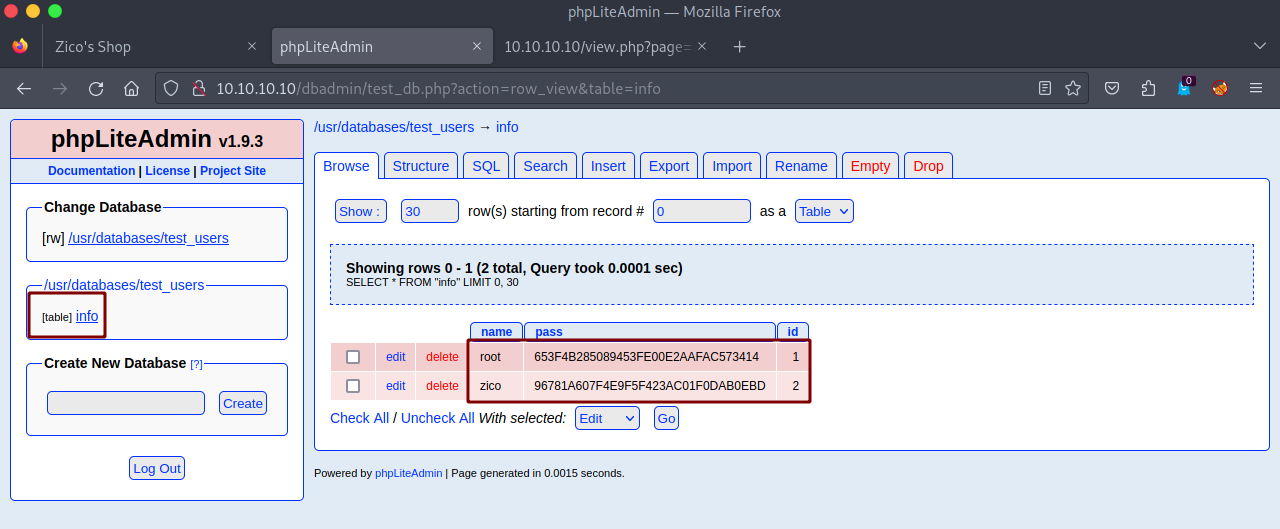 phpLiteAdmin — Mozilla Firefox
Zico's Shop
phpLiteAdmin
10.10.10.10/view.php?page=
10.10.10.10/dbadmin/test_db.php?action=row_view&table=info
0
phpLiteAdmin v1.9.3
Documentation | License | Project Site
Change Database
[rw] /usr/databases/test_users
/usr/databases/test_users
[table] info
Create New Database [?]
Create
Log Out
/usr/databases/test_users → info
Browse Structure SQL Search Insert Export Import Rename Empty Drop
Show : 30 row(s) starting from record # 0 as a Table
Showing rows 0 - 1 (2 total, Query took 0.0001 sec)
SELECT * FROM "info" LIMIT 0, 30
name pass id
edit delete root 653F4B285089453FE00E2AAFAC573414 1
edit delete zico 96781A607F4E9F5F423AC01F0DAB0EBD 2
Check All / Uncheck All With selected: Edit Go
Powered by phpLiteAdmin | Page generated in 0.0015 seconds.